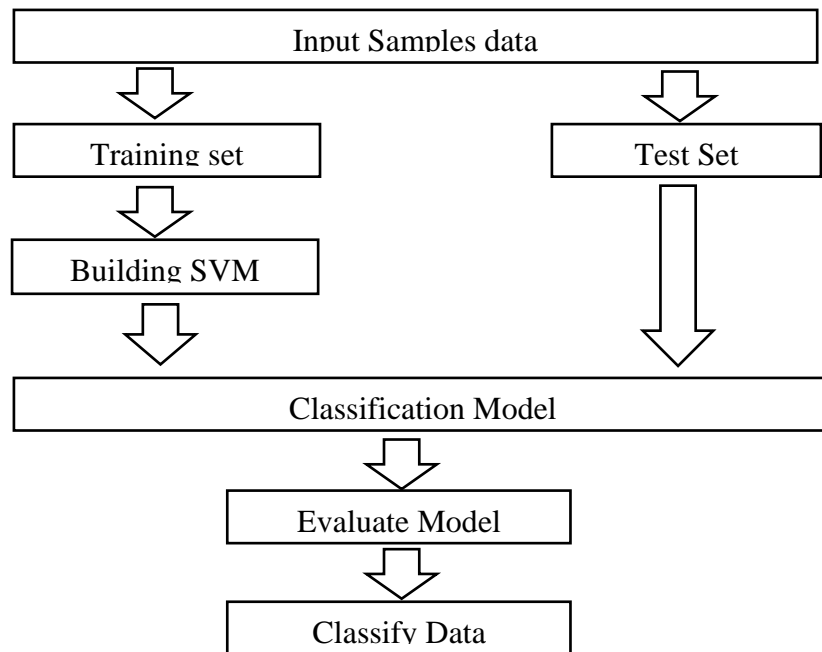 Input Samples data
Training set
Test Set
Building SVM
Classification Model
Evaluate Model
Classify Data